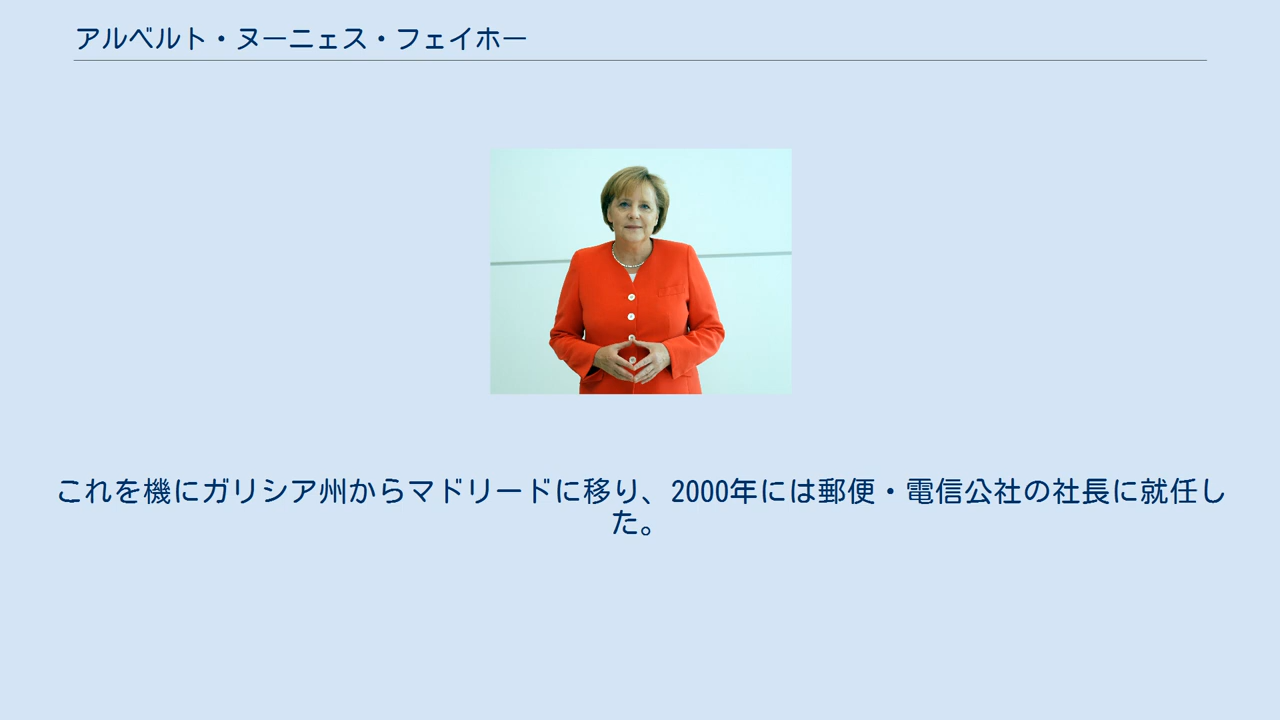 アルベルト・ヌーニェス・フェイホー
これを機にガリシア州からマドリードに移り、2000年には郵便・電信公社の社長に就任し
た。